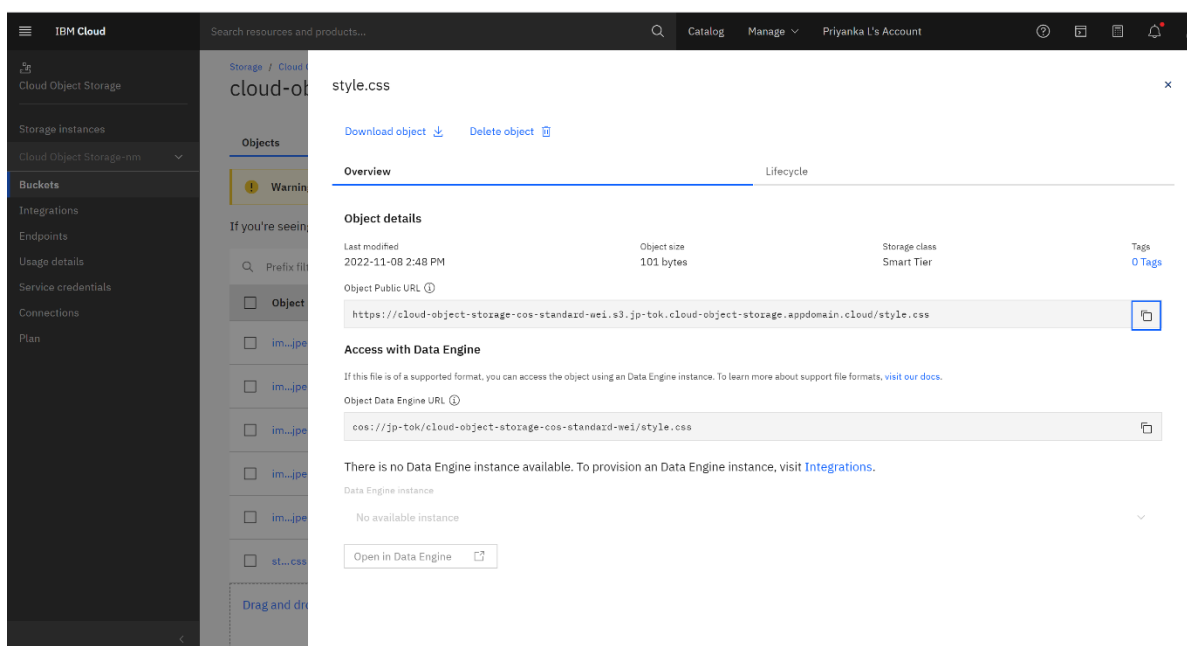 IBM Cloud
Search resources and products...
Catalog
Manage
Priyanka L's Account
Cloud Object Storage
Storage instances
Cloud Object Storage-nm
Buckets
Integrations
Endpoints
Usage details
Service credentials
Connections
Plan
Storage / Cloud
cloud-ob
Objects
Warnin
If you're seein
Prefix filt
Object
im...jpe
im...jpe
im...jpe
im...jpe
im...jpe
st...css
Drag and dro
style.css
Download object
Delete object
Overview
Lifecycle
Object details
Last modified
2022-11-08 2:48 PM
Object size
101 bytes
Storage class
Smart Tier
Tags
0 Tags
Object Public URL
https://cloud-object-storage-cos-standard-wei.s3.jp-tok.cloud-object-storage.appdomain.cloud/style.css
Access with Data Engine
If this file is of a supported format, you can access the object using an Data Engine instance. To learn more about support file formats, visit our docs.
Object Data Engine URL
cos://jp-tok/cloud-object-storage-cos-standard-wei/style.css
There is no Data Engine instance available. To provision an Data Engine instance, visit Integrations.
Data Engine instance
No available instance
Open in Data Engine